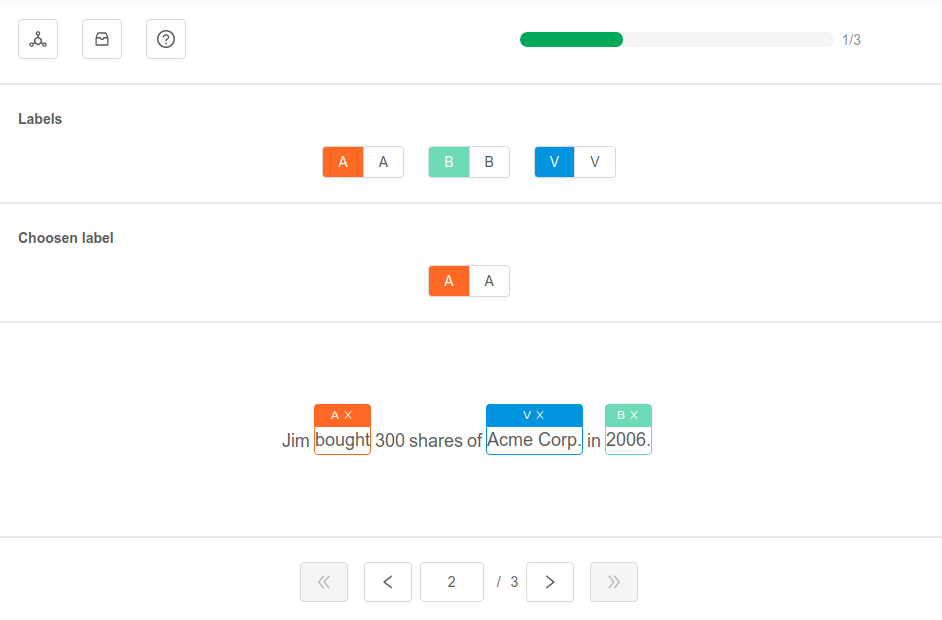 1/3
Labels
A A B B V V
Choosen label
A A
A X V X B X
Jim bought 300 shares of Acme Corp. in 2006.
2 / 3